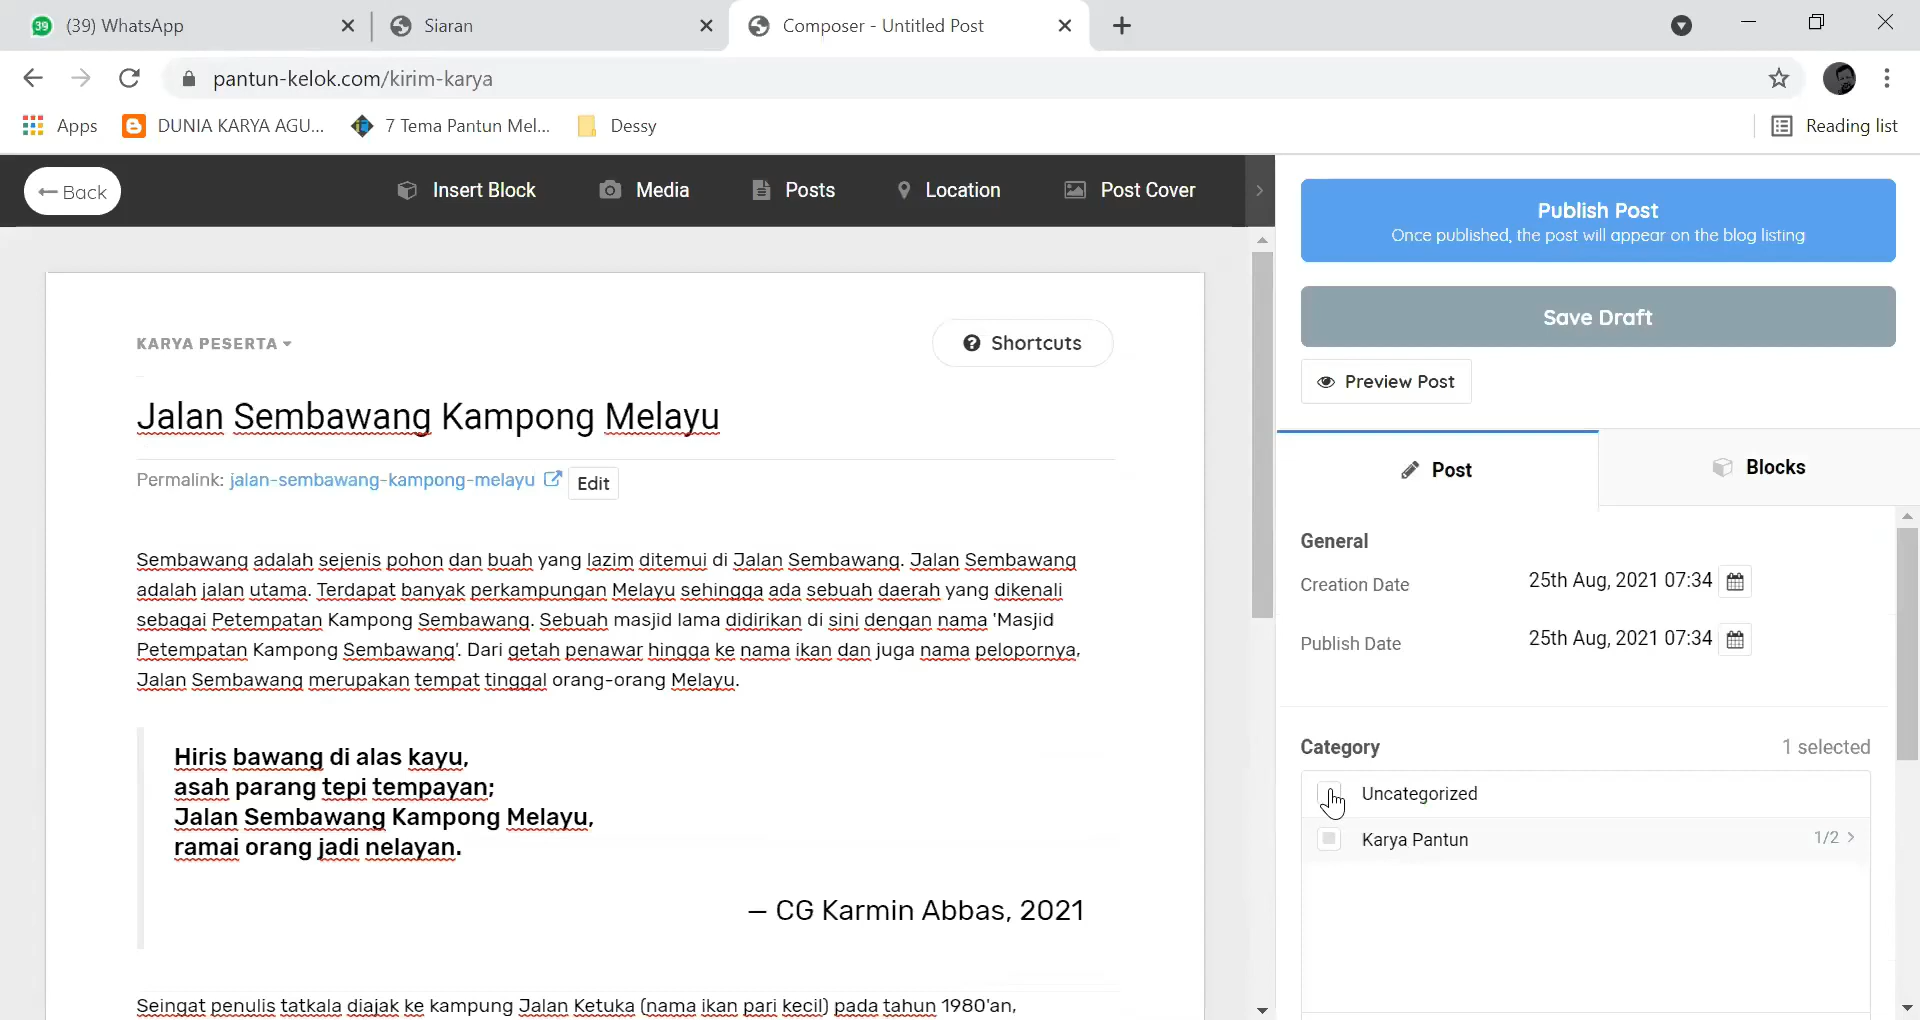 39 (39) WhatsApp
Siaran
Composer - Untitled Post
pantun-kelok.com/kirim-karya
Apps
DUNIA KARYA AGU...
7 Tema Pantun Mel...
Dessy
Reading list
Back
Insert Block
Media
Posts
Location
Post Cover
Publish Post
Once published, the post will appear on the blog listing
Save Draft
Preview Post
KARYA PESERTA
Shortcuts
Jalan Sembawang Kampong Melayu
Permalink: jalan-sembawang-kampong-melayu
Edit
Sembawang adalah sejenis pohon dan buah yang lazim ditemui di Jalan Sembawang. Jalan Sembawang
adalah jalan utama. Terdapat banyak perkampungan Melayu sehingga ada sebuah daerah yang dikenali
sebagai Petempatan Kampong Sembawang. Sebuah masjid lama didirikan di sini dengan nama 'Masjid
Petempatan Kampong Sembawang'. Dari getah penawar hingga ke nama ikan dan juga nama pelopornya,
Jalan Sembawang merupakan tempat tinggal orang-orang Melayu.
Hiris bawang di alas kayu,
asah parang tepi tempayan;
Jalan Sembawang Kampong Melayu,
ramai orang jadi nelayan.
– CG Karmin Abbas, 2021
Seingat penulis tatkala diajak ke kampung Jalan Ketuka (nama ikan pari kecil) pada tahun 1980'an,
Post
Blocks
General
Creation Date
25th Aug, 2021 07:34
Publish Date
25th Aug, 2021 07:34
Category
1 selected
Uncategorized
Karya Pantun
1/2